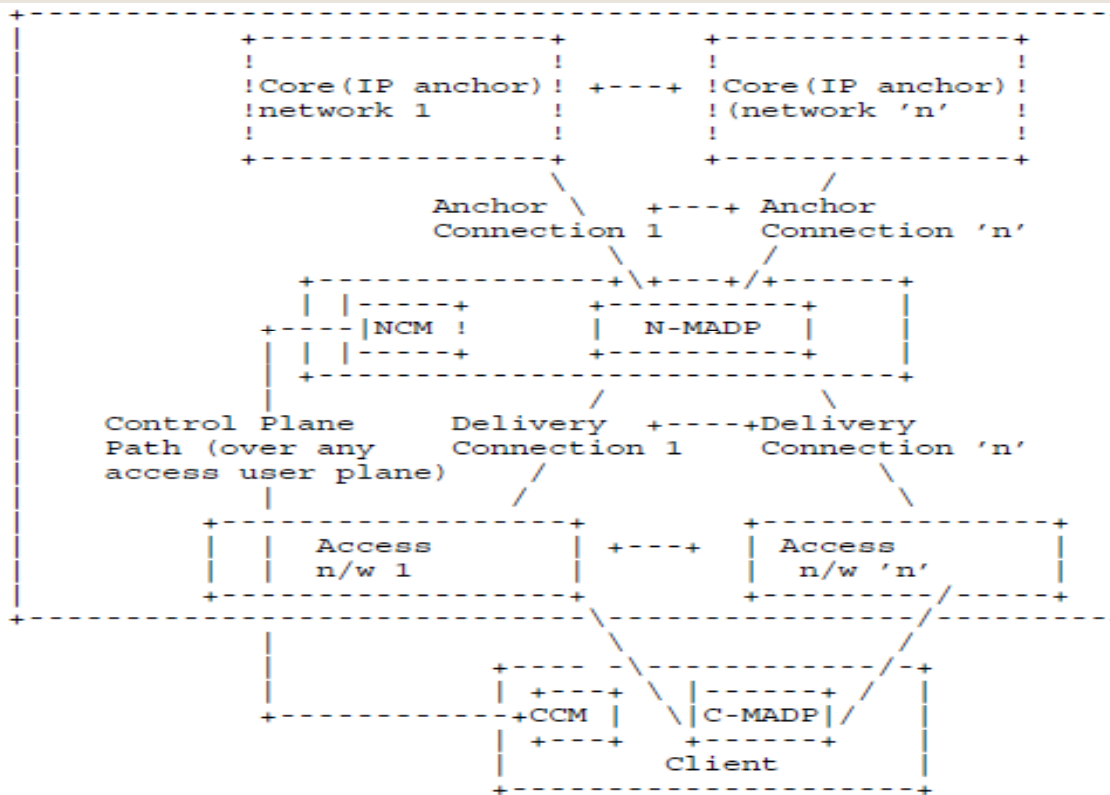 Core(IP anchor) Core(IP anchor)
network 1 (network 'n'
Anchor Anchor
Connection 1 Connection 'n'
NCM N-MADP
Control Plane Delivery Delivery
Path (over any Connection 1 Connection 'n'
access user plane)
Access Access
n/w 1 n/w 'n'
CCM C-MADP
Client